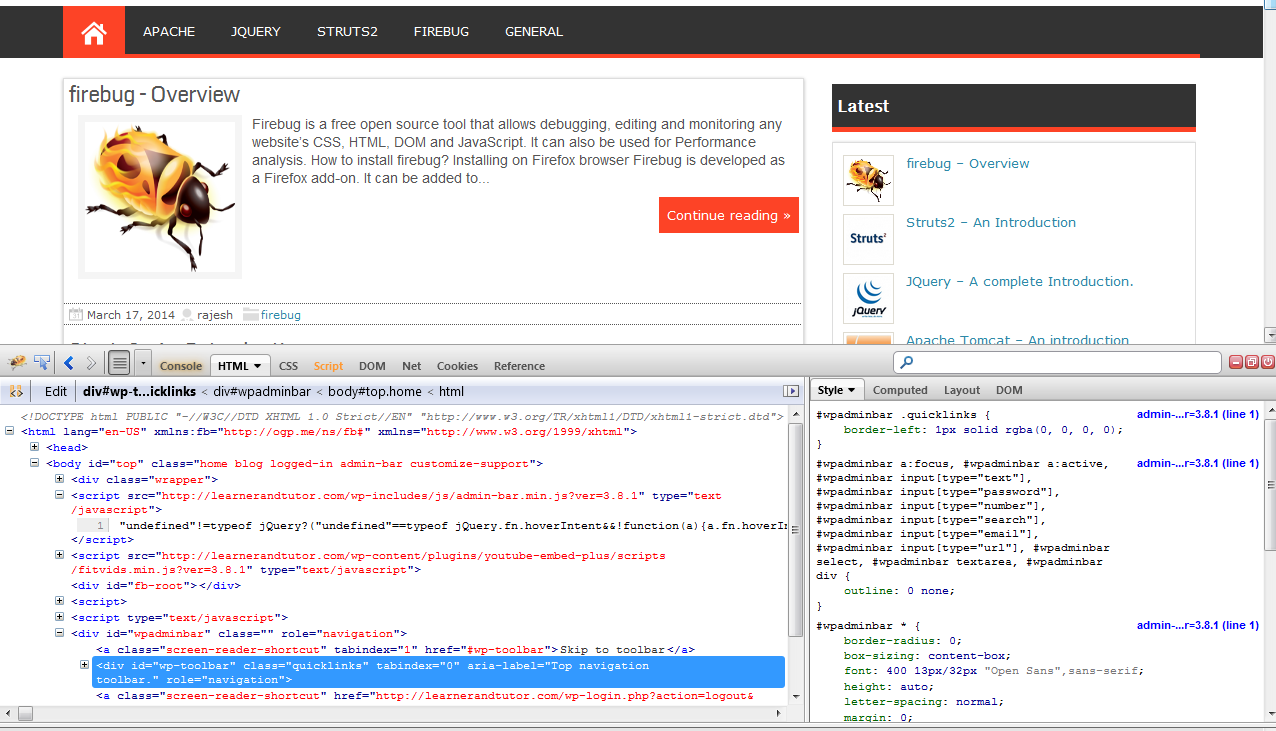 APACHE JQUERY STRUTS2 FIREBUG GENERAL
firebug - Overview
Firebug is a free open source tool that allows debugging, editing and monitoring any
website's CSS, HTML, DOM and JavaScript. It can also be used for Performance
analysis. How to install firebug? Installing on Firefox browser Firebug is developed as
a Firefox add-on. It can be added to...
Continue reading »
March 17, 2014 rajesh firebug
Latest
firebug – Overview
Struts²
Struts2 – An Introduction
jQuery
JQuery – A complete Introduction.
Apache Tomcat – An introduction
Console HTML CSS Script DOM Net Cookies Reference
Edit div#wp-t...icklinks < div#wpadminbar < body#top.home < html
<!DOCTYPE html PUBLIC "-//W3C//DTD XHTML 1.0 Strict//EN" "http://www.w3.org/TR/xhtml1/DTD/xhtml1-strict.dtd">
<html lang="en-US" xmlns:fb="http://ogp.me/ns/fb#" xmlns="http://www.w3.org/1999/xhtml">
<head>
<body id="top" class="home blog logged-in admin-bar customize-support">
<div class="wrapper">
<script src="http://learnerandtutor.com/wp-includes/js/admin-bar.min.js?ver=3.8.1" type="text
/javascript">
1 "undefined"!=typeof jQuery?("undefined"==typeof jQuery.fn.hoverIntent&&!function(a){a.fn.hoverIn
</script>
<script src="http://learnerandtutor.com/wp-content/plugins/youtube-embed-plus/scripts
/fitvids.min.js?ver=3.8.1" type="text/javascript">
<div id="fb-root"></div>
<script>
<script type="text/javascript">
<div id="wpadminbar" class="" role="navigation">
<a class="screen-reader-shortcut" tabindex="1" href="#wp-toolbar">Skip to toolbar</a>
<div id="wp-toolbar" class="quicklinks" tabindex="0" aria-label="Top navigation
toolbar." role="navigation">
<a class="screen-reader-shortcut" href="http://learnerandtutor.com/wp-login.php?action=logout&
Style Computed Layout DOM
#wpadminbar .quicklinks { admin-...r=3.8.1 (line 1)
border-left: 1px solid rgba(0, 0, 0, 0);
}
#wpadminbar a:focus, #wpadminbar a:active, admin-...r=3.8.1 (line 1)
#wpadminbar input[type="text"],
#wpadminbar input[type="password"],
#wpadminbar input[type="number"],
#wpadminbar input[type="search"],
#wpadminbar input[type="email"],
#wpadminbar input[type="url"], #wpadminbar
select, #wpadminbar textarea, #wpadminbar
div {
outline: 0 none;
}
#wpadminbar * { admin-...r=3.8.1 (line 1)
border-radius: 0;
box-sizing: content-box;
font: 400 13px/32px "Open Sans",sans-serif;
height: auto;
letter-spacing: normal;
margin: 0;